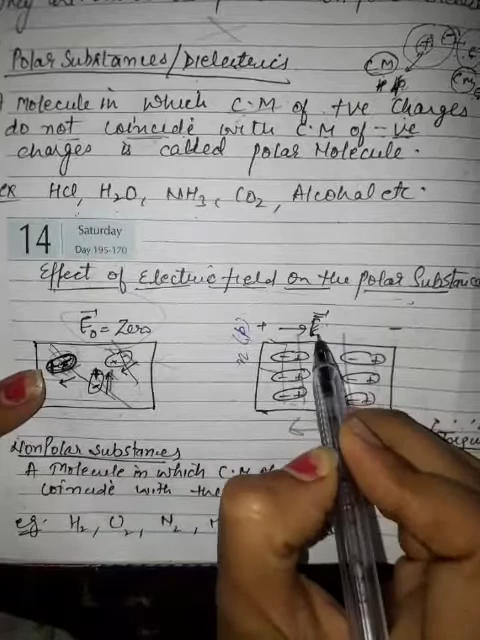 Polar Substances/Dielectrics
C M
A Molecule in which C.M of +ve charges
do not coincide with C.M of -ve
charges is called polar Molecule.
ex HCl, H2O, NH3, CO2, Alcohal etc.
14 Saturday
Day 195-170
Effect of Electric field on the polar Substance
E0 = Zero
+ → E -
NonPolar substances
A Molecule in which C.M of
coincide with the
eg: H2, O2, N2,